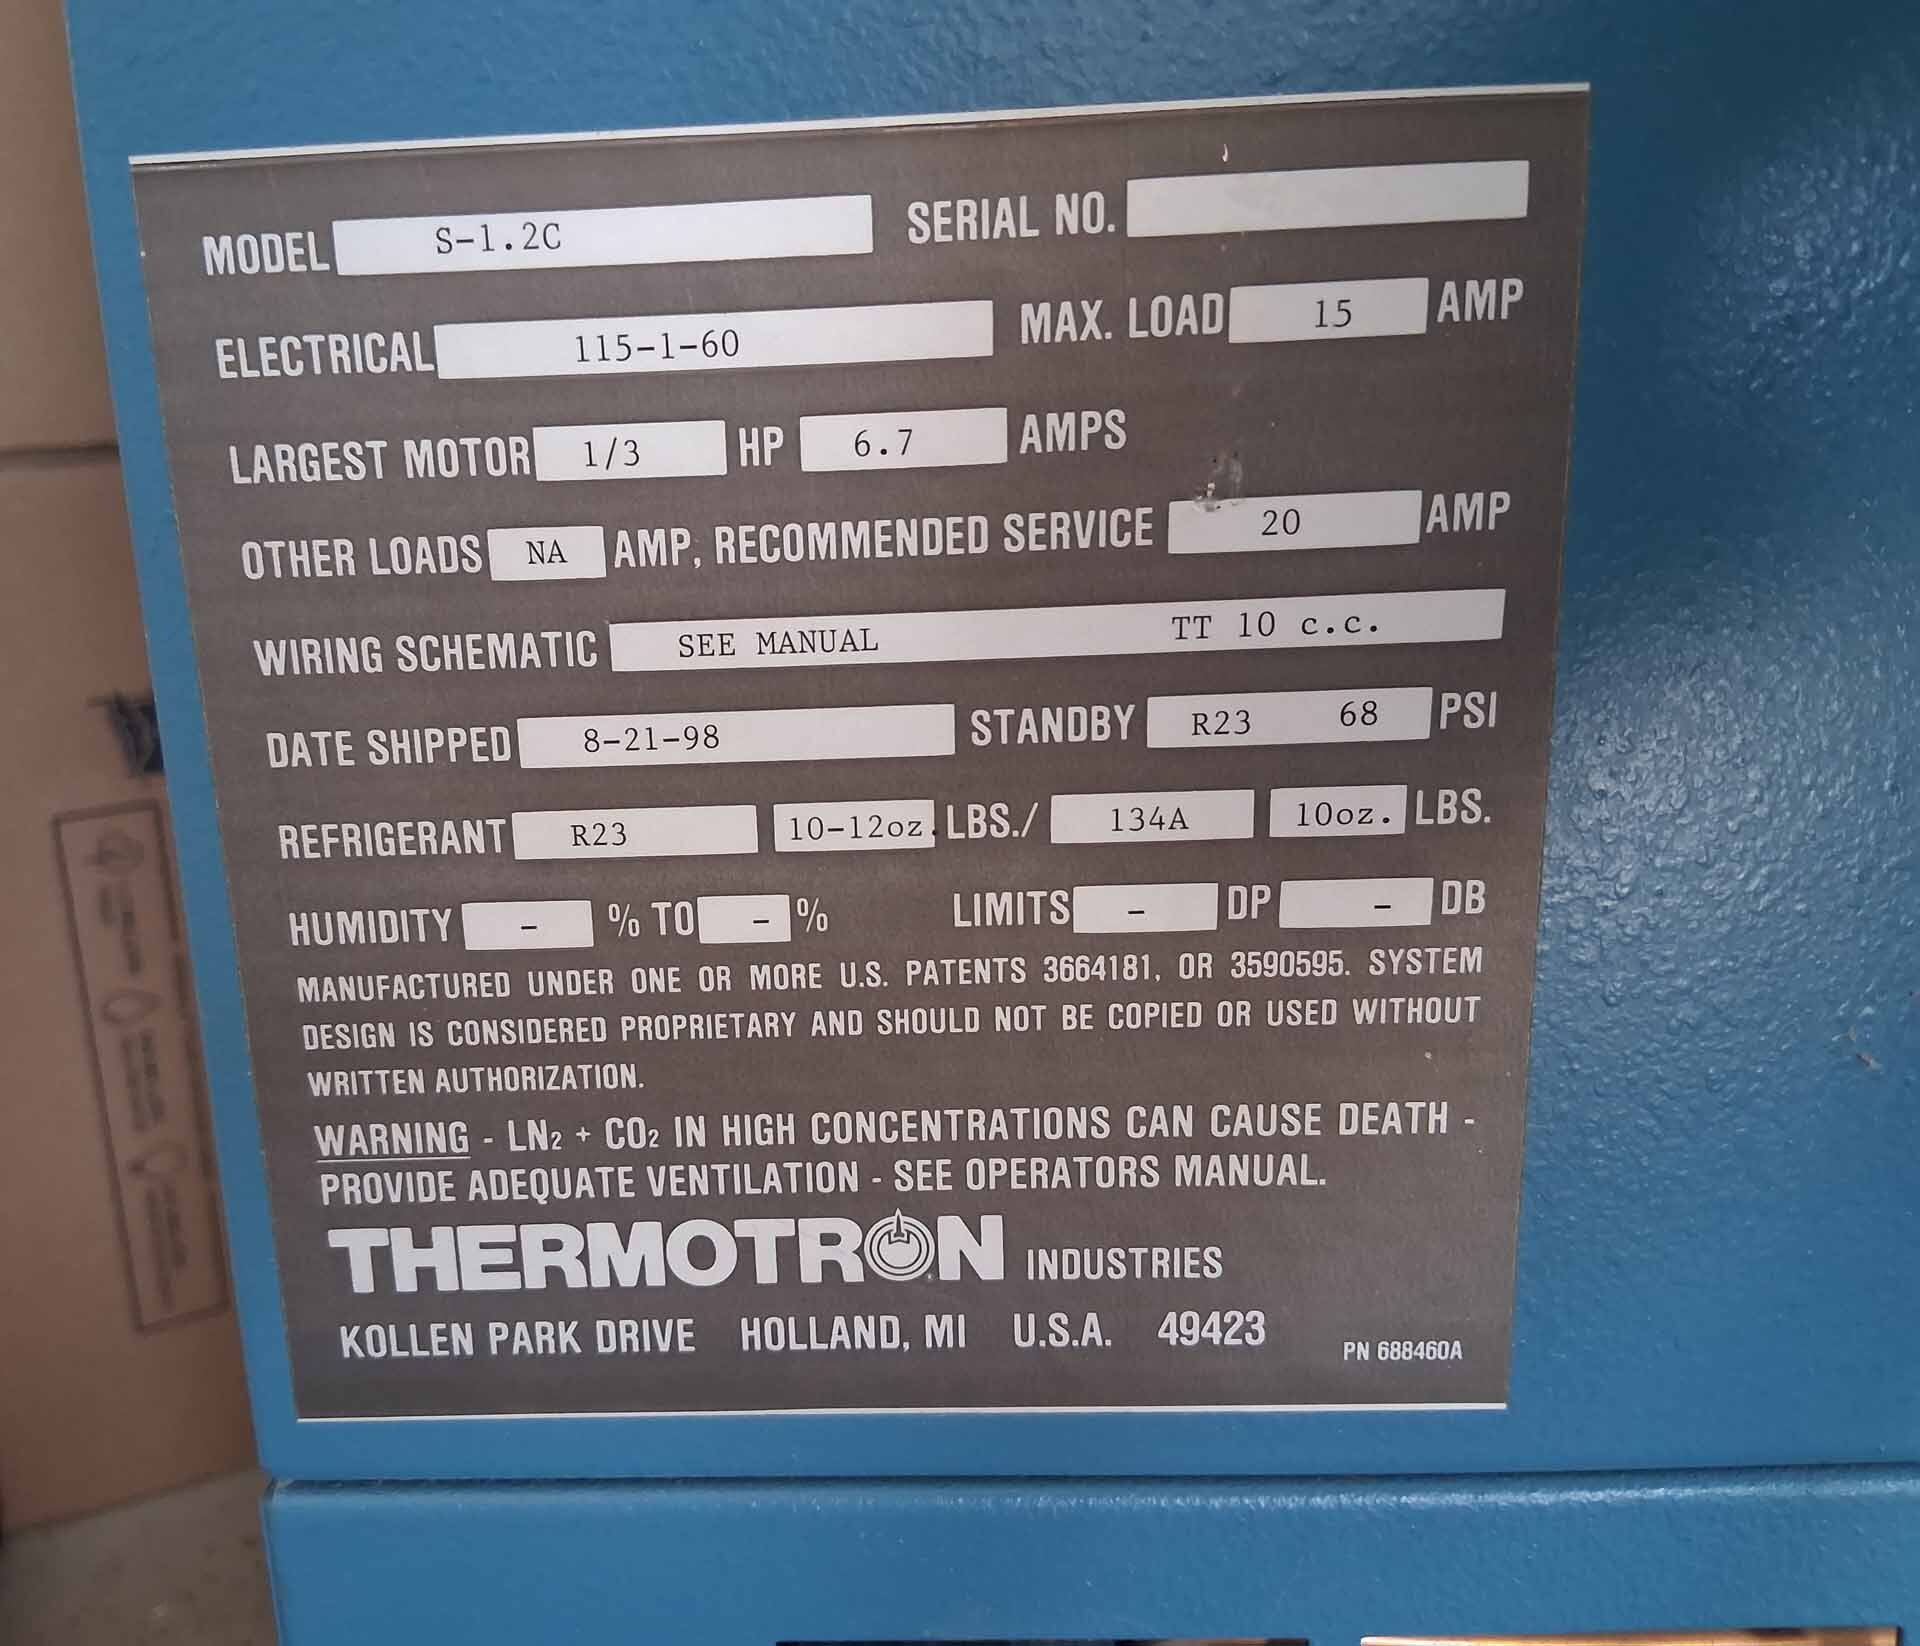 MODEL S-1.2C SERIAL NO.
ELECTRICAL 115-1-60 MAX. LOAD 15 AMP
LARGEST MOTOR 1/3 HP 6.7 AMPS
OTHER LOADS NA AMP, RECOMMENDED SERVICE 20 AMP
WIRING SCHEMATIC SEE MANUAL TT 10 c.c.
DATE SHIPPED 8-21-98 STANDBY R23 68 PSI
REFRIGERANT R23 10-12oz. LBS./ 134A 10oz. LBS.
HUMIDITY - % TO - % LIMITS - DP - DB
MANUFACTURED UNDER ONE OR MORE U.S. PATENTS 3664181, OR 3590595. SYSTEM
DESIGN IS CONSIDERED PROPRIETARY AND SHOULD NOT BE COPIED OR USED WITHOUT
WRITTEN AUTHORIZATION.
WARNING - LN₂ + CO₂ IN HIGH CONCENTRATIONS CAN CAUSE DEATH -
PROVIDE ADEQUATE VENTILATION - SEE OPERATORS MANUAL.
THERMOTRON INDUSTRIES
KOLLEN PARK DRIVE HOLLAND, MI U.S.A. 49423 PN 688460A